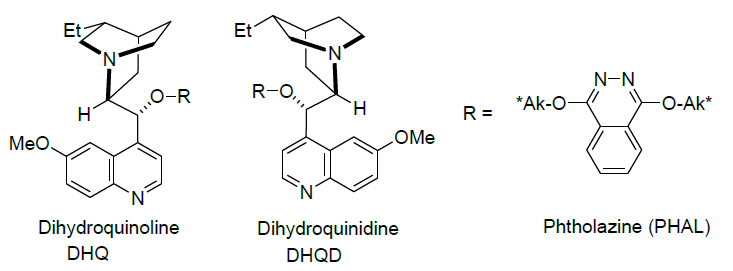 Et
N
O-R
H
MeO
N
Dihydroquinoline
DHQ
Et
N
R-O
H
OMe
N
Dihydroquinidine
DHQD
R =
N N
*Ak-O O-Ak*
Phtholazine (PHAL)